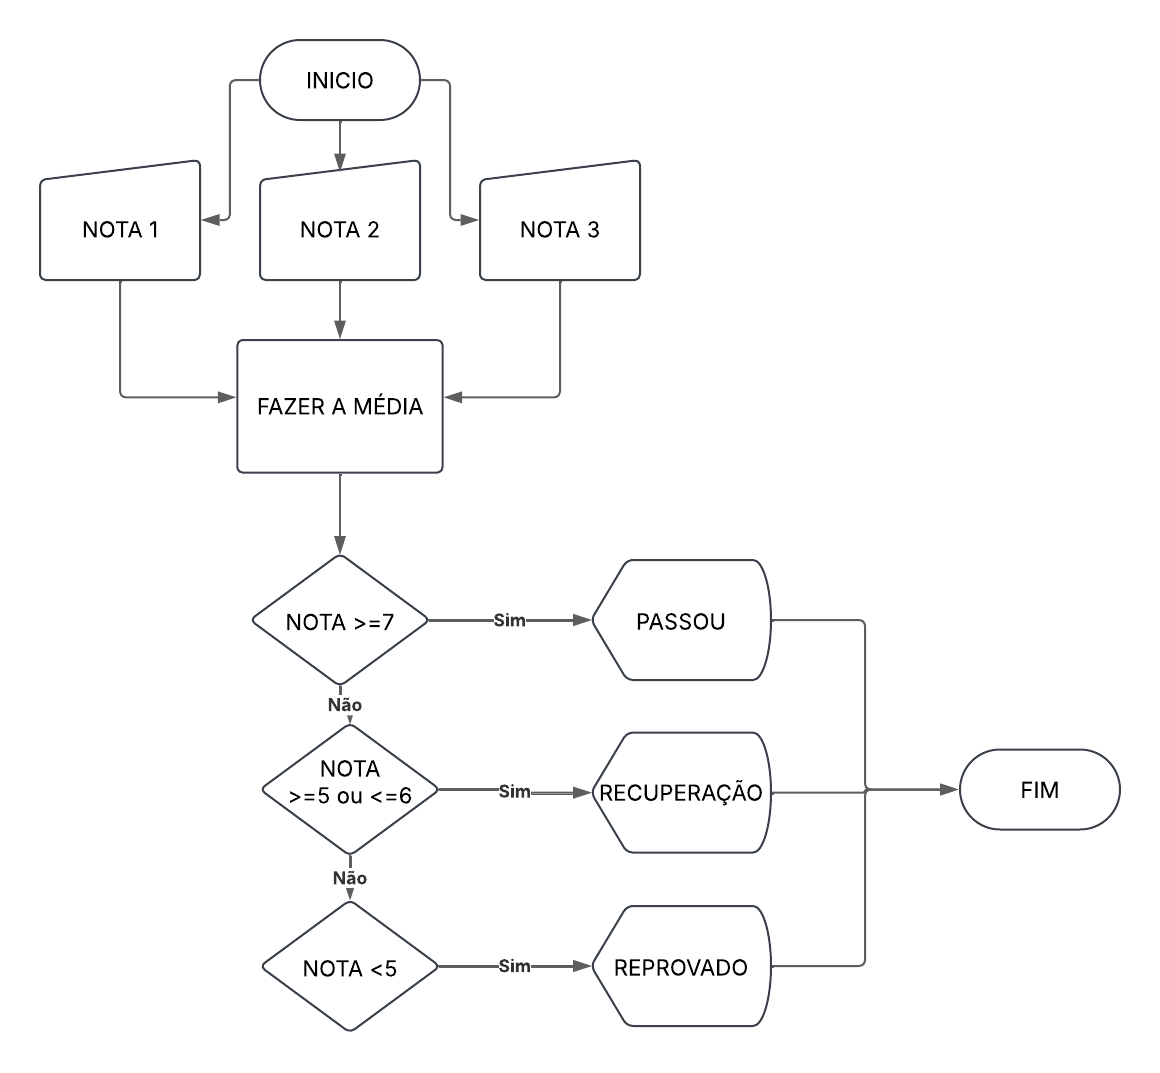 INICIO
NOTA 1
NOTA 2
NOTA 3
FAZER A MÉDIA
NOTA >=7
Sim
PASSOU
Não
NOTA
>=5 ou <=6
Sim
RECUPERAÇÃO
FIM
Não
NOTA <5
Sim
REPROVADO